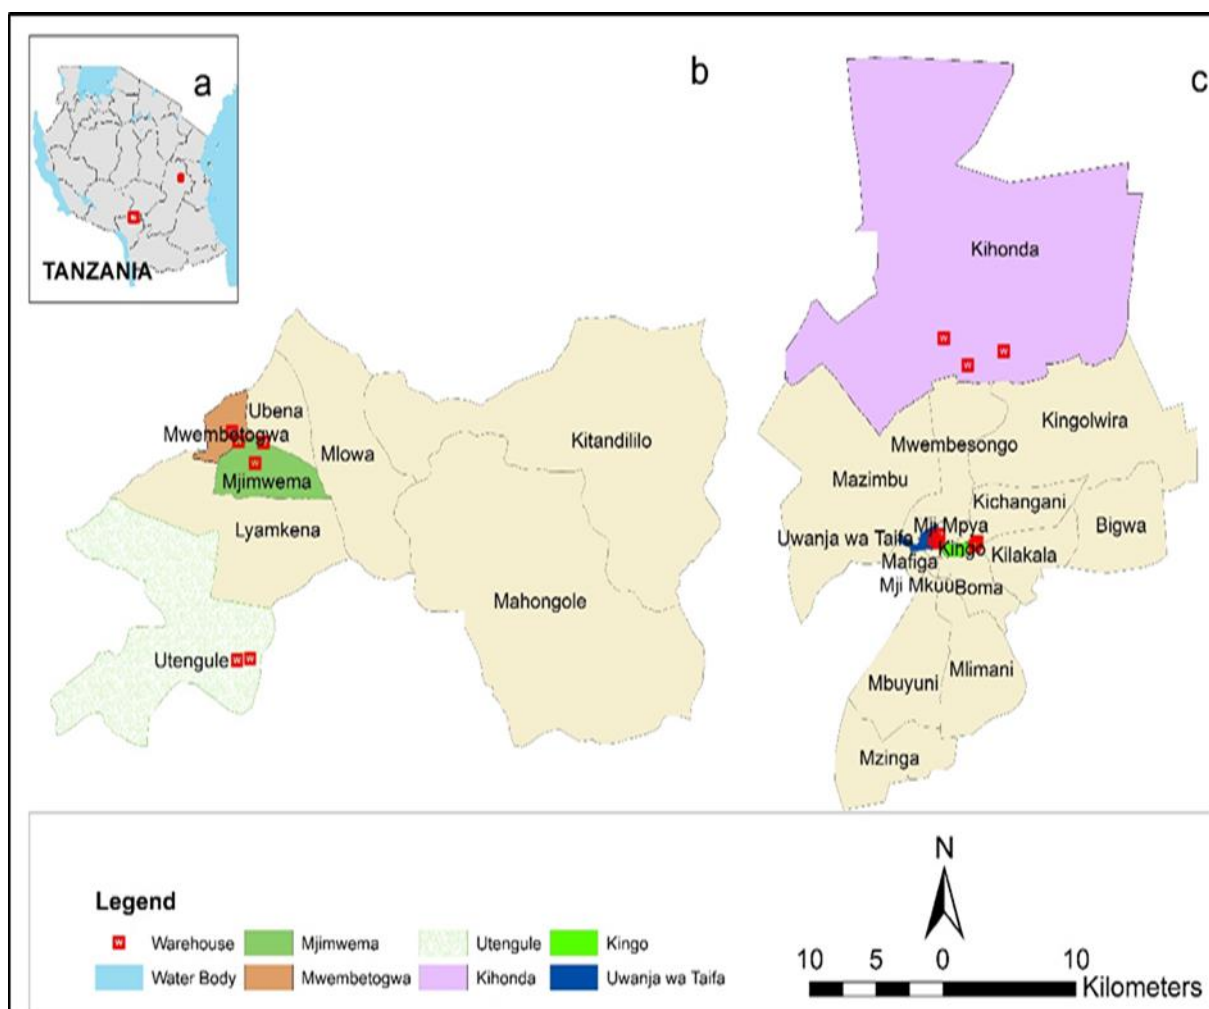 a
b
c
TANZANIA
Kihonda
Ubena
Mwembetogwa
Mlowa
Kitandililo
Mjimwema
Lyamkena
Mahongole
Utengule
W
W
Kingolwira
Mwembesongo
Mazimbu
Kichangani
Bigwa
Mji Mpya
Uwanja wa Taifa
Kingo
Kilakala
Mafiga
Mji Mkuu
Boma
Mlimani
Mbuyuni
Mzinga
N
Legend
W Warehouse
Mjimwema
Utengule
Kingo
Water Body
Mwembetogwa
Kihonda
Uwanja wa Taifa
10 5 0 10
Kilometers